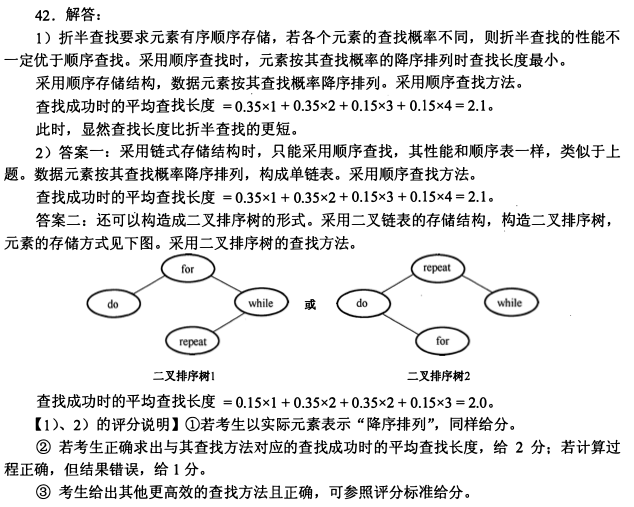 42．解答：
1）折半查找要求元素有序顺序存储，若各个元素的查找概率不同，则折半查找的性能不
一定优于顺序查找。采用顺序查找时，元素按其查找概率的降序的排列时查找长度最小。
采用顺序存储结构，数据元素按其查找概率降序排列。采用顺序查找方法。
查找成功时的平均查找长度 ＝0.35×1＋0.35×2＋0.15×3＋0.15×4＝2.1。
此时，显然查找长度比折半查找的更短。
2）答案一：采用链式存储结构时，只能采用顺序查找，其性能和顺序表一样，类似于上
题。数据元素按其查找概率降序排列，构成单链表。采用顺序查找方法。
查找成功时的平均查找长度 ＝0.35×1＋0.35×2＋0.15×3＋0.15×4＝2.1。
答案二：还可以构造成二叉排序树的形式。采用二叉链表的存储结构，构造二叉排序树，
元素的存储方式见下图。采用二叉排序树的查找方法。
for
repeat
do
while
或
do
while
repeat
for
二叉排序树1
二叉排序树2
查找成功时的平均查找长度 ＝0.15×1＋0.35×2＋0.35×2＋0.15×3＝2.0。
【1）、2）的评分说明】①若考生以实际元素表示“降序排列”，同样给分。
② 若考生正确求出与其查找方法对应的查找成功时的平均查找长度，给 2 分；若计算过
程正确，但结果错误，给 1 分。
③ 考生给出其他更高效的查找方法且正确，可参照评分标准给分。